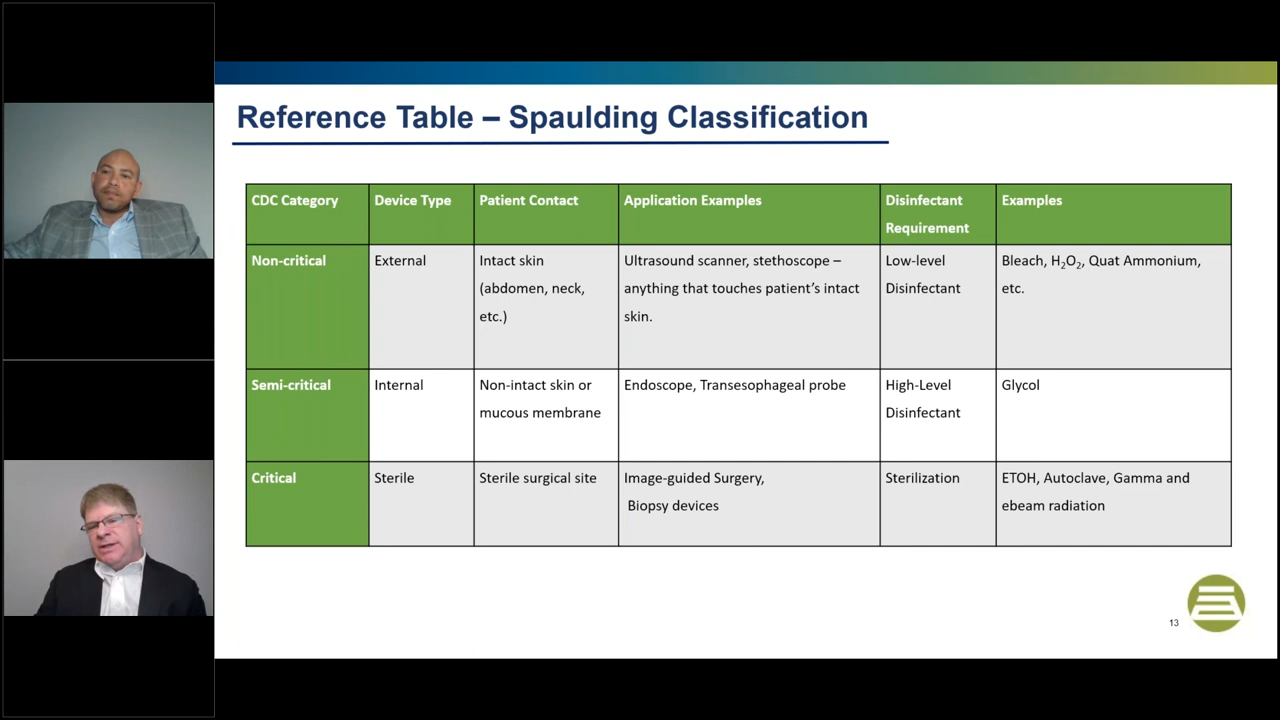 Reference Table – Spaulding Classification
CDC Category
Device Type
Patient Contact
Application Examples
Disinfectant
Requirement
Examples
Non-critical
External
Intact skin
(abdomen, neck,
etc.)
Ultrasound scanner, stethoscope –
anything that touches patient’s intact
skin.
Low-level
Disinfectant
Bleach, H₂O₂, Quat Ammonium,
etc.
Semi-critical
Internal
Non-intact skin or
mucous membrane
Endoscope, Transesophageal probe
High-Level
Disinfectant
Glycol
Critical
Sterile
Sterile surgical site
Image-guided Surgery,
Biopsy devices
Sterilization
ETOH, Autoclave, Gamma and
ebeam radiation
13